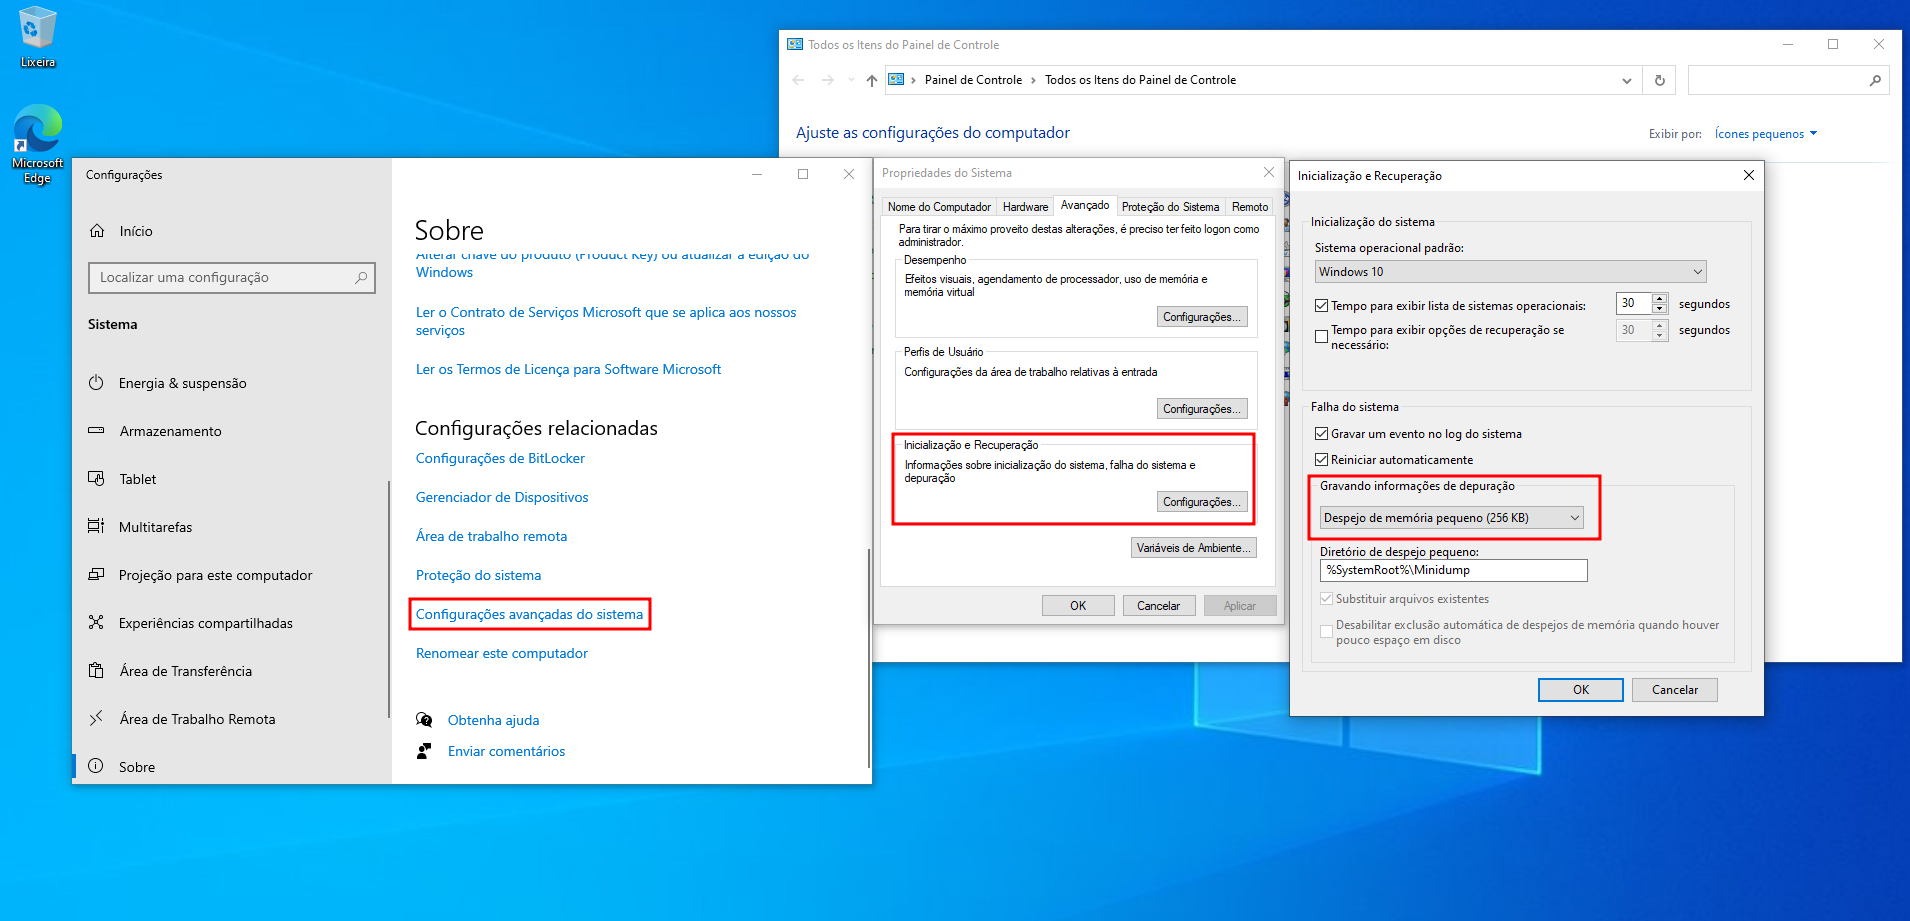 Lixeira
Microsoft
Edge
Todos os Itens do Painel de Controle
Painel de Controle › Todos os Itens do Painel de Controle
Ajuste as configurações do computador
Exibir por: Ícones pequenos
Configurações
Início
Localizar uma configuração
Sistema
Energia & suspensão
Armazenamento
Tablet
Multitarefas
Projeção para este computador
Experiências compartilhadas
Área de Transferência
Área de Trabalho Remota
Sobre
Sobre
Alterar chave do produto (Product Key) ou atualizar a edição do
Windows
Ler o Contrato de Serviços Microsoft que se aplica aos nossos
serviços
Ler os Termos de Licença para Software Microsoft
Configurações relacionadas
Configurações de BitLocker
Gerenciador de Dispositivos
Área de trabalho remota
Proteção do sistema
Configurações avançadas do sistema
Renomear este computador
Obtenha ajuda
Enviar comentários
Propriedades do Sistema
Nome do Computador Hardware Avançado Proteção do Sistema Remoto
Para tirar o máximo proveito destas alterações, é preciso ter feito logon como
administrador.
Desempenho
Efeitos visuais, agendamento de processador, uso de memória e
memória virtual
Configurações...
Perfis de Usuário
Configurações da área de trabalho relativas à entrada
Configurações...
Inicialização e Recuperação
Informações sobre inicialização do sistema, falha do sistema e
depuração
Configurações...
Variáveis de Ambiente...
OK Cancelar Aplicar
Inicialização e Recuperação
Inicialização do sistema
Sistema operacional padrão:
Windows 10
Tempo para exibir lista de sistemas operacionais: 30 segundos
Tempo para exibir opções de recuperação se
necessário: 30 segundos
Falha do sistema
Gravar um evento no log do sistema
Reiniciar automaticamente
Gravando informações de depuração
Despejo de memória pequeno (256 KB)
Diretório de despejo pequeno:
%SystemRoot%\Minidump
Substituir arquivos existentes
Desabilitar exclusão automática de despejos de memória quando houver
pouco espaço em disco
OK Cancelar